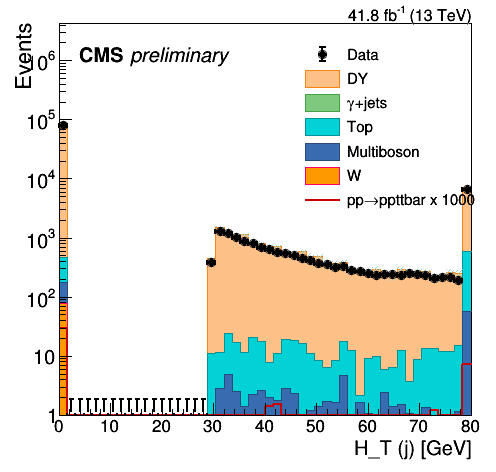 41.8 fb⁻¹ (13 TeV)
Events
CMS preliminary
Data
DY
γ+jets
Top
Multiboson
W
pp→ppttbar x 1000
10⁶
10⁵
10⁴
10³
10²
10
1
0 10 20 30 40 50 60 70 80
H_T (j) [GeV]